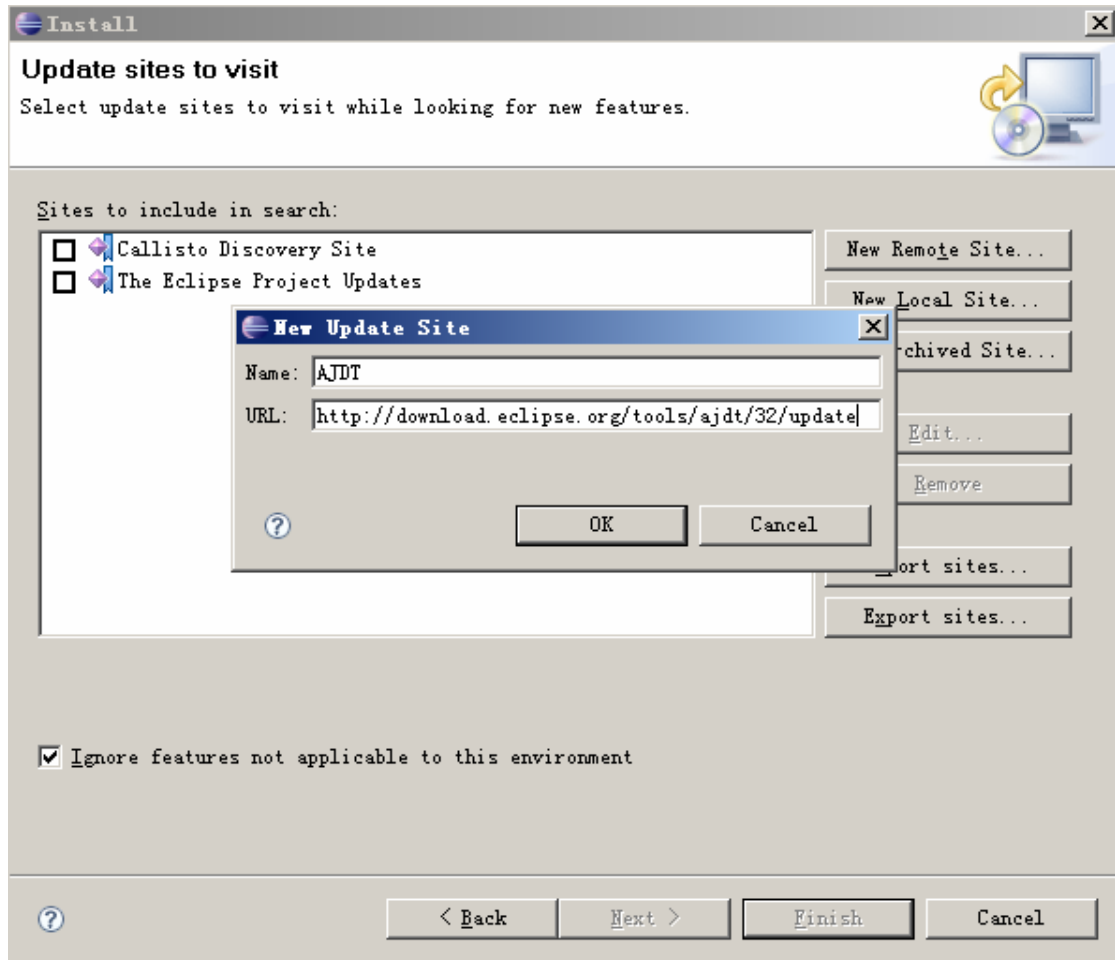 Install
Update sites to visit
Select update sites to visit while looking for new features.
Sites to include in search:
Callisto Discovery Site
The Eclipse Project Updates
New Remote Site...
New Local Site...
rchived Site...
Edit...
Remove
port sites...
Export sites...
New Update Site
Name: AJDT
URL: http://download.eclipse.org/tools/ajdt/32/update
OK Cancel
Ignore features not applicable to this environment
< Back Next > Finish Cancel